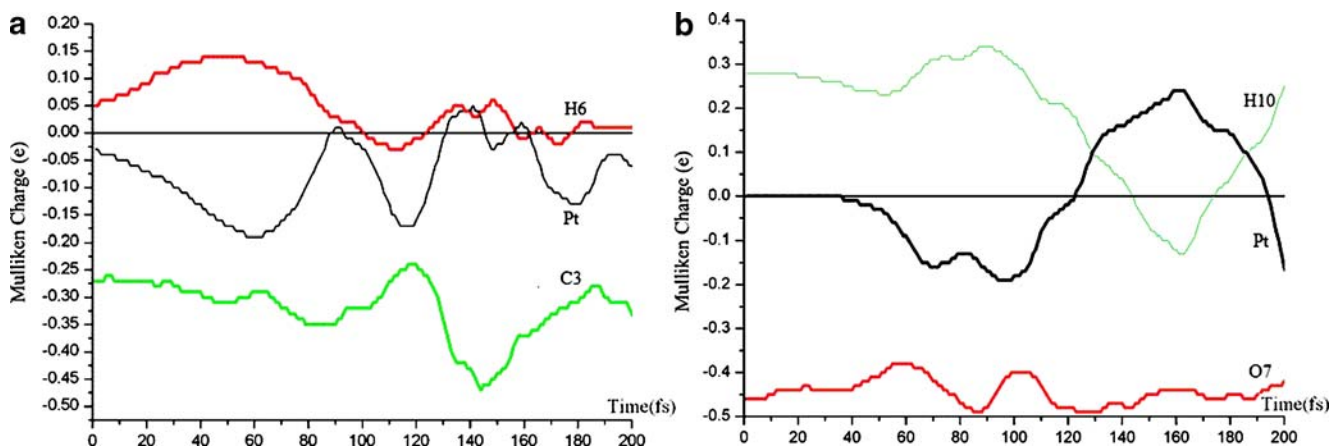 a
0.20
0.15
0.10
0.05
0.00
-0.05
-0.10
-0.15
-0.20
-0.25
-0.30
-0.35
-0.40
-0.45
-0.50
Mulliken Charge (e)
H6
Pt
C3
Time(fs)
0 20 40 60 80 100 120 140 160 180 200
b
0.4
0.3
0.2
0.1
0.0
-0.1
-0.2
-0.3
-0.4
-0.5
Mulliken Charge (e)
H10
Pt
O7
Time(fs)
0 20 40 60 80 100 120 140 160 180 200